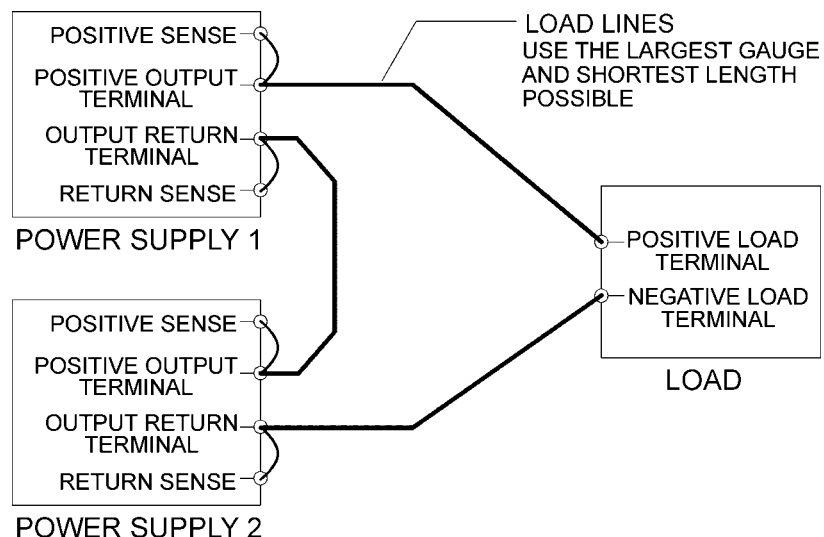 POSITIVE SENSE
POSITIVE OUTPUT
TERMINAL
OUTPUT RETURN
TERMINAL
RETURN SENSE
POWER SUPPLY 1
LOAD LINES
USE THE LARGEST GAUGE
AND SHORTEST LENGTH
POSSIBLE
POSITIVE LOAD
TERMINAL
NEGATIVE LOAD
TERMINAL
LOAD
POSITIVE SENSE
POSITIVE OUTPUT
TERMINAL
OUTPUT RETURN
TERMINAL
RETURN SENSE
POWER SUPPLY 2